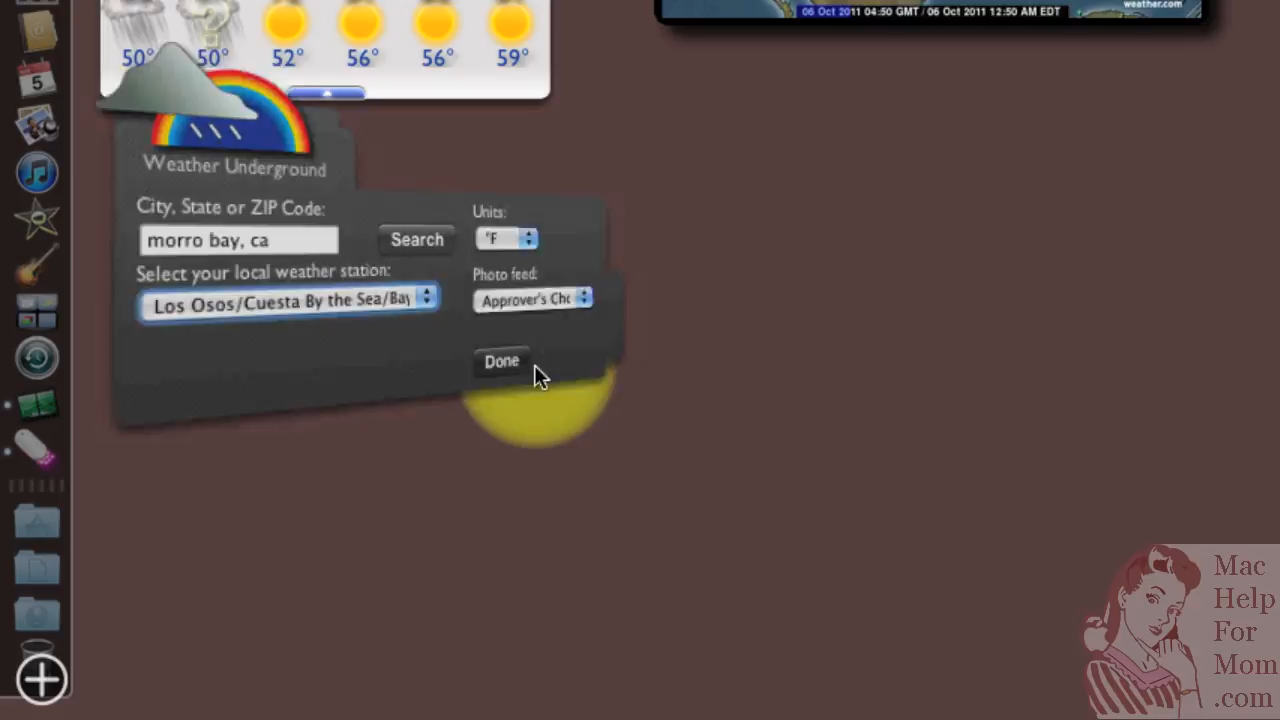 weather.com
06 Oct 2011 04:50 GMT / 06 Oct 2011 12:50 AM EDT
50° 50° 52° 56° 56° 59°
5
Weather Underground
City, State or ZIP Code:
Units:
morro bay, ca
Search
°F
Select your local weather station:
Photo feed:
Los Osos/Cuesta By the Sea/Bay
Approver's Chc
Done
Mac
Help
For
Mom
.com